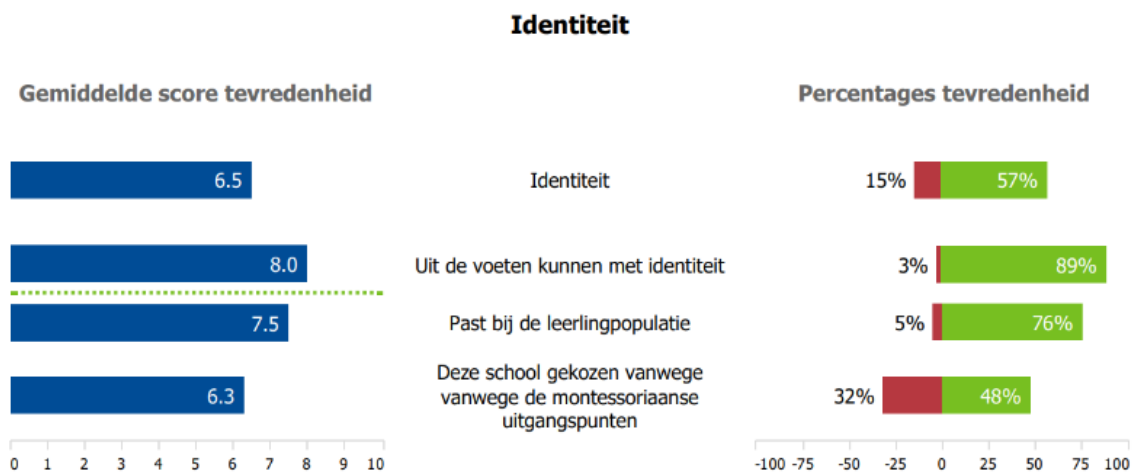 Identiteit
Gemiddelde score tevredenheid
Percentages tevredenheid
6.5
Identiteit
15%
57%
8.0
Uit de voeten kunnen met identiteit
3%
89%
7.5
Past bij de leerlingpopulatie
5%
76%
6.3
Deze school gekozen vanwege
vanwege de montessoriaanse
uitgangspunten
32%
48%
0 1 2 3 4 5 6 7 8 9 10
-100 -75 -50 -25 0 25 50 75 100